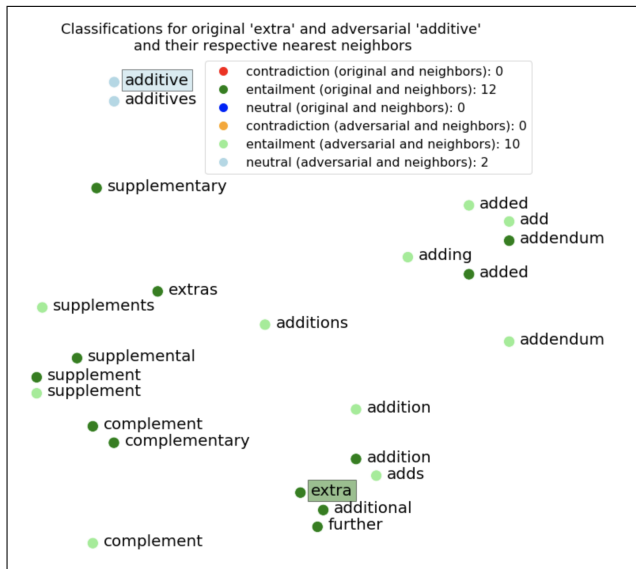 Classifications for original 'extra' and adversarial 'additive'
and their respective nearest neighbors
additive
additives
contradiction (original and neighbors): 0
entailment (original and neighbors): 12
neutral (original and neighbors): 0
contradiction (adversarial and neighbors): 0
entailment (adversarial and neighbors): 10
neutral (adversarial and neighbors): 2
supplementary
added
add
addendum
adding
added
extras
supplements
additions
addendum
supplemental
supplement
supplement
addition
complement
complementary
addition
adds
extra
additional
further
complement